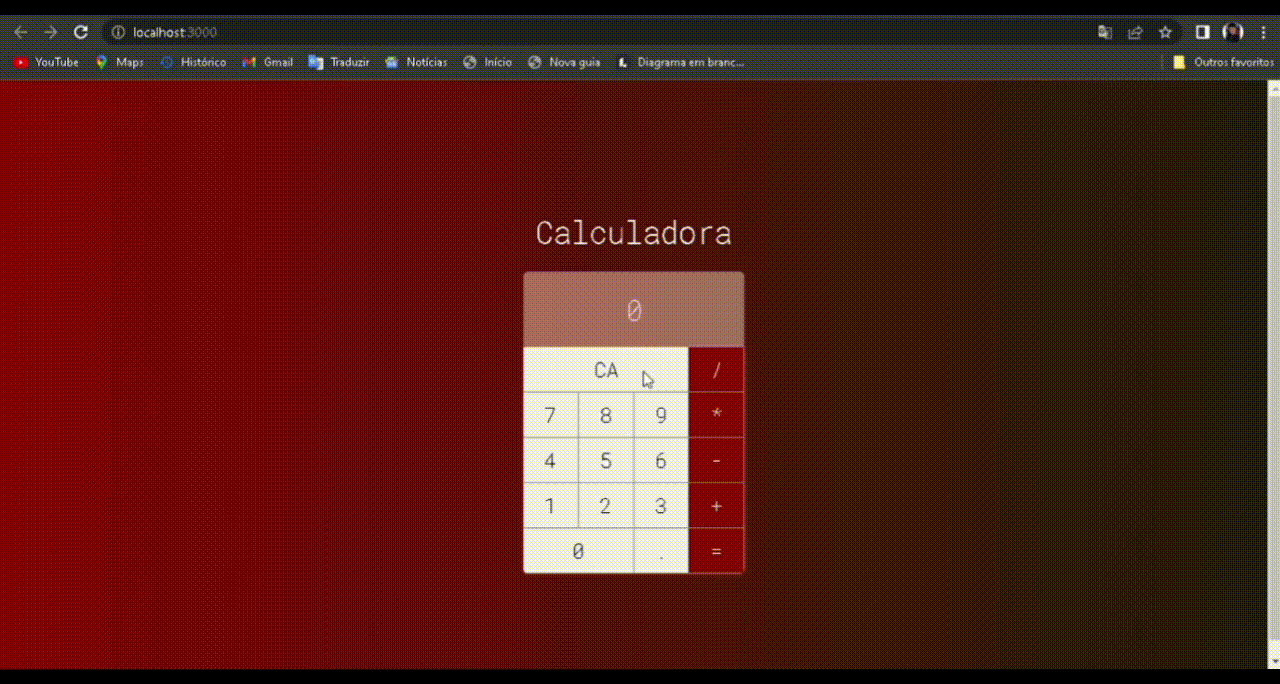 localhost:3000
YouTube Maps Histórico Gmail Traduzir Notícias Início Nova guia Diagrama em branc... Outros favoritos
Calculadora
0
CA /
7 8 9 *
4 5 6 -
1 2 3 +
0 . =